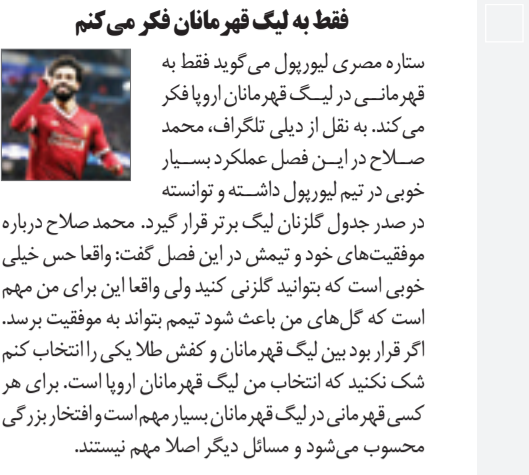 فقط به لیگ قهرمانان فکر می‌کنم
ستاره مصری لیورپول می‌گوید فقط به
قهرمانی در لیگ قهرمانان اروپا فکر
می‌کند. به نقل از دیلی تلگراف، محمد
صلاح در این فصل عملکرد بسیار
خوبی در تیم لیورپول داشته و توانسته
در صدر جدول گلزنان لیگ برتر قرار گیرد. محمد صلاح درباره
موفقیت‌های خود و تیمش در این فصل گفت: واقعا حس خیلی
خوبی است که بتوانید گلزنی کنید ولی واقعا این برای من مهم
است که گل‌های من باعث شود تیمم بتواند به موفقیت برسد.
اگر قرار بود بین لیگ قهرمانان و کفش طلا یکی را انتخاب کنم
شک نکنید که انتخاب من لیگ قهرمانان اروپا است. برای هر
کسی قهرمانی در لیگ قهرمانان بسیار مهم است و افتخار بزرگی
محسوب می‌شود و مسائل دیگر اصلا مهم نیستند.